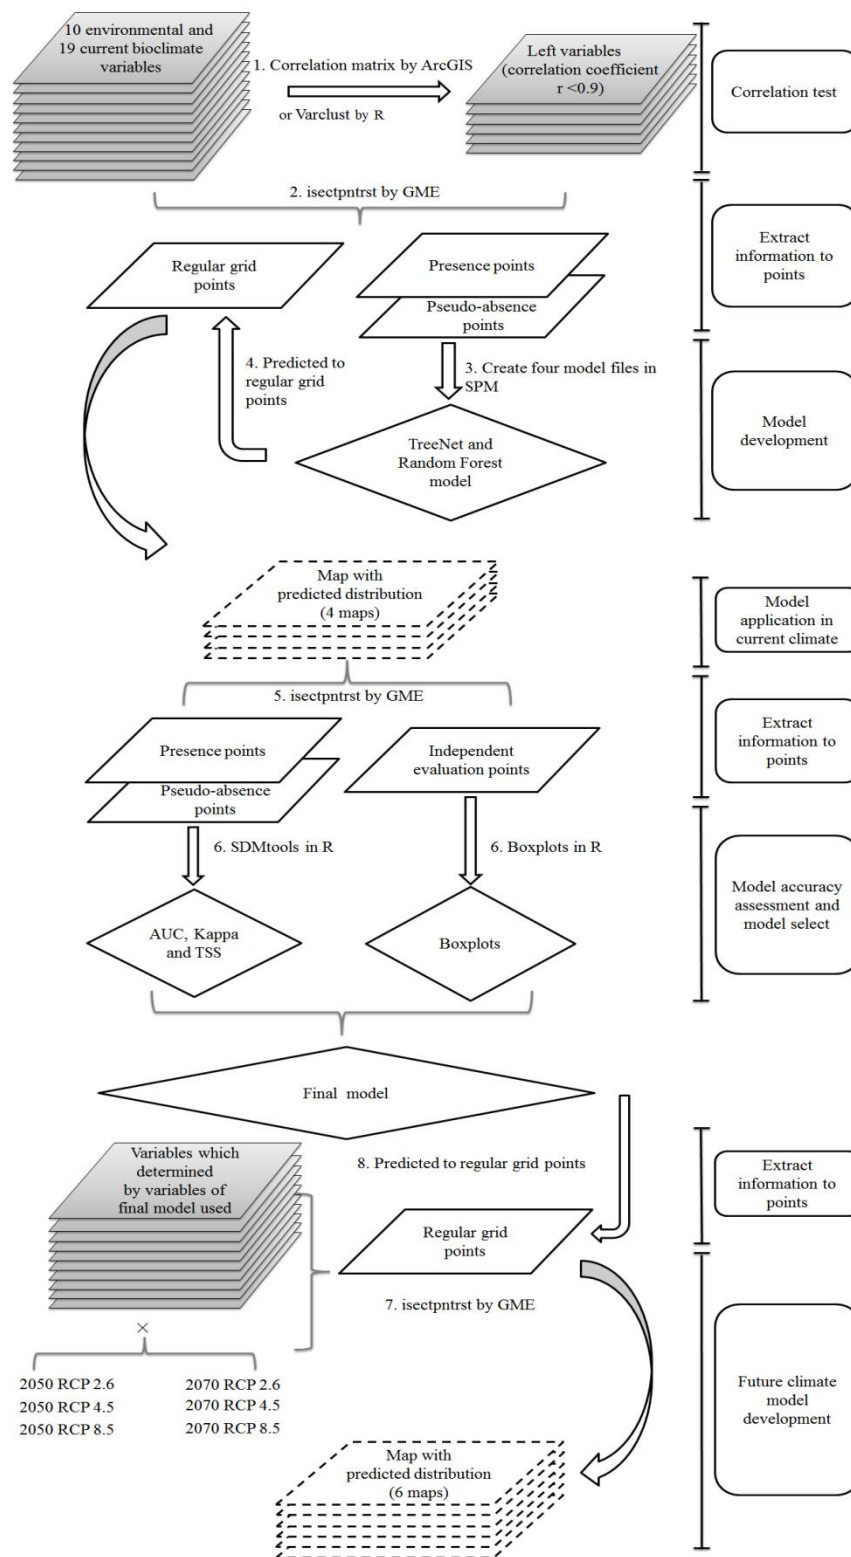 10 environmental and
19 current bioclimate
variables
1. Correlation matrix by ArcGIS
or Varclust by R
Left variables
(correlation coefficient
r <0.9)
Correlation test
2. isectpntrst by GME
Regular grid
points
Presence points
Pseudo-absence
points
Extract
information to
points
4. Predicted to
regular grid
points
3. Create four model files in
SPM
TreeNet and
Random Forest
model
Model
development
Map with
predicted distribution
(4 maps)
Model
application in
current climate
5. isectpntrst by GME
Presence points
Pseudo-absence
points
Independent
evaluation points
Extract
information to
points
6. SDMtools in R
6. Boxplots in R
AUC, Kappa
and TSS
Boxplots
Model accuracy
assessment and
model select
Final model
8. Predicted to regular grid points
Variables which
determined
by variables of
final model used
Regular grid
points
Extract
information to
points
7. isectpntrst by GME
×
2050 RCP 2.6
2050 RCP 4.5
2050 RCP 8.5
2070 RCP 2.6
2070 RCP 4.5
2070 RCP 8.5
Future climate
model
development
Map with
predicted distribution
(6 maps)